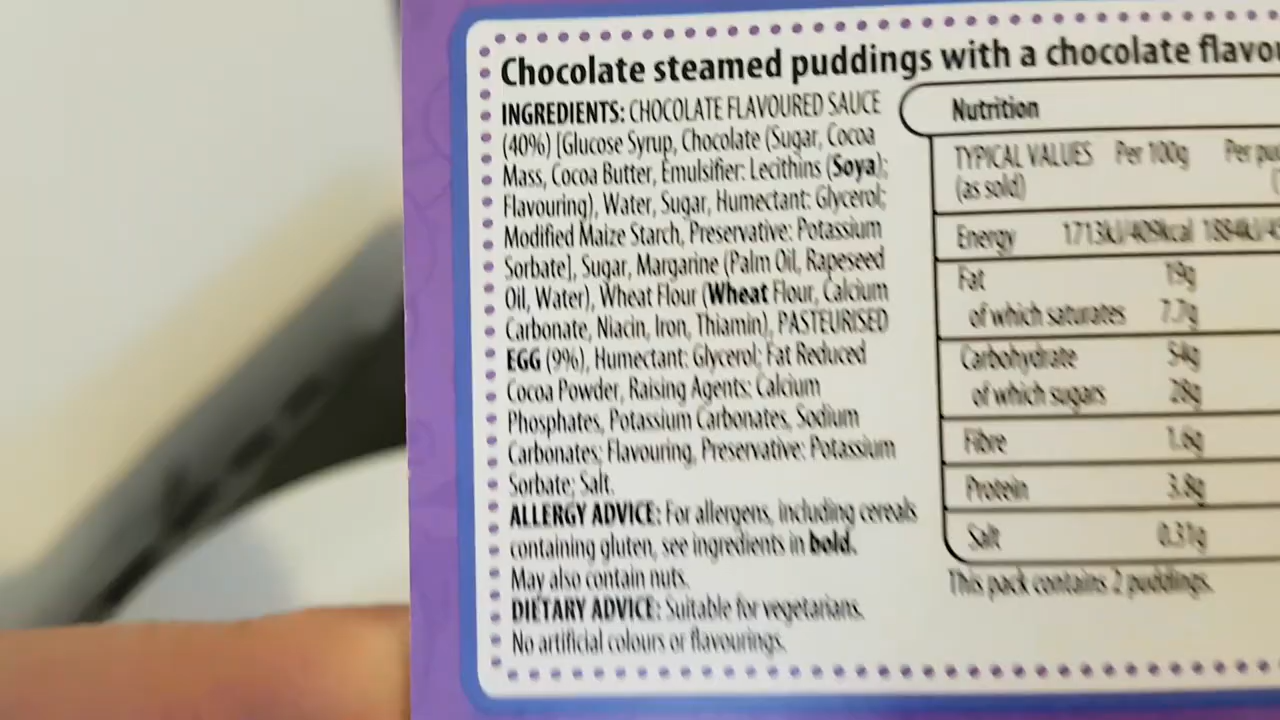 Chocolate steamed puddings with a chocolate flavo
INGREDIENTS: CHOCOLATE FLAVOURED SAUCE
(40%) [Glucose Syrup, Chocolate (Sugar, Cocoa
Mass, Cocoa Butter, Emulsifier: Lecithins (Soya);
Flavouring), Water, Sugar, Humectant: Glycerol;
Modified Maize Starch, Preservative: Potassium
Sorbate], Sugar, Margarine (Palm Oil, Rapeseed
Oil, Water), Wheat Flour (Wheat Flour, Calcium
Carbonate, Niacin, Iron, Thiamin), PASTEURISED
EGG (9%), Humectant: Glycerol; Fat Reduced
Cocoa Powder, Raising Agents: Calcium
Phosphates, Potassium Carbonates, Sodium
Carbonates; Flavouring, Preservative: Potassium
Sorbate; Salt.
ALLERGY ADVICE: For allergens, including cereals
containing gluten, see ingredients in bold.
May also contain nuts.
DIETARY ADVICE: Suitable for vegetarians.
No artificial colours or flavourings.
Nutrition
TYPICAL VALUES Per 100g Per pu
(as sold)
Energy 1713kJ/409kcal 1884kJ/4
Fat 19g
of which saturates 7.7g
Carbohydrate 54g
of which sugars 28g
Fibre 1.6g
Protein 3.8g
Salt 0.31g
This pack contains 2 puddings.